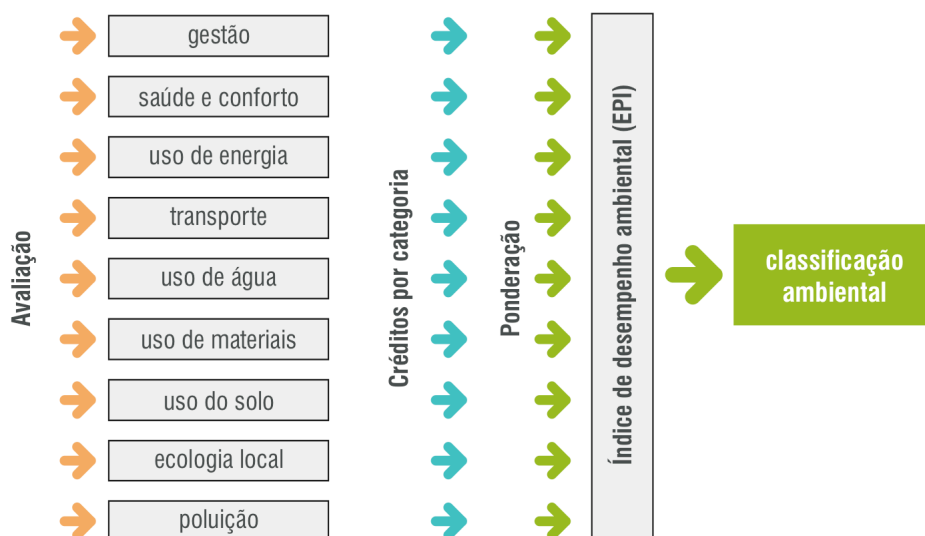 Avaliação
gestão
saúde e conforto
uso de energia
transporte
uso de água
uso de materiais
uso do solo
ecologia local
poluição
Créditos por categoria
Ponderação
Índice de desempenho ambiental (EPI)
classificação
ambiental